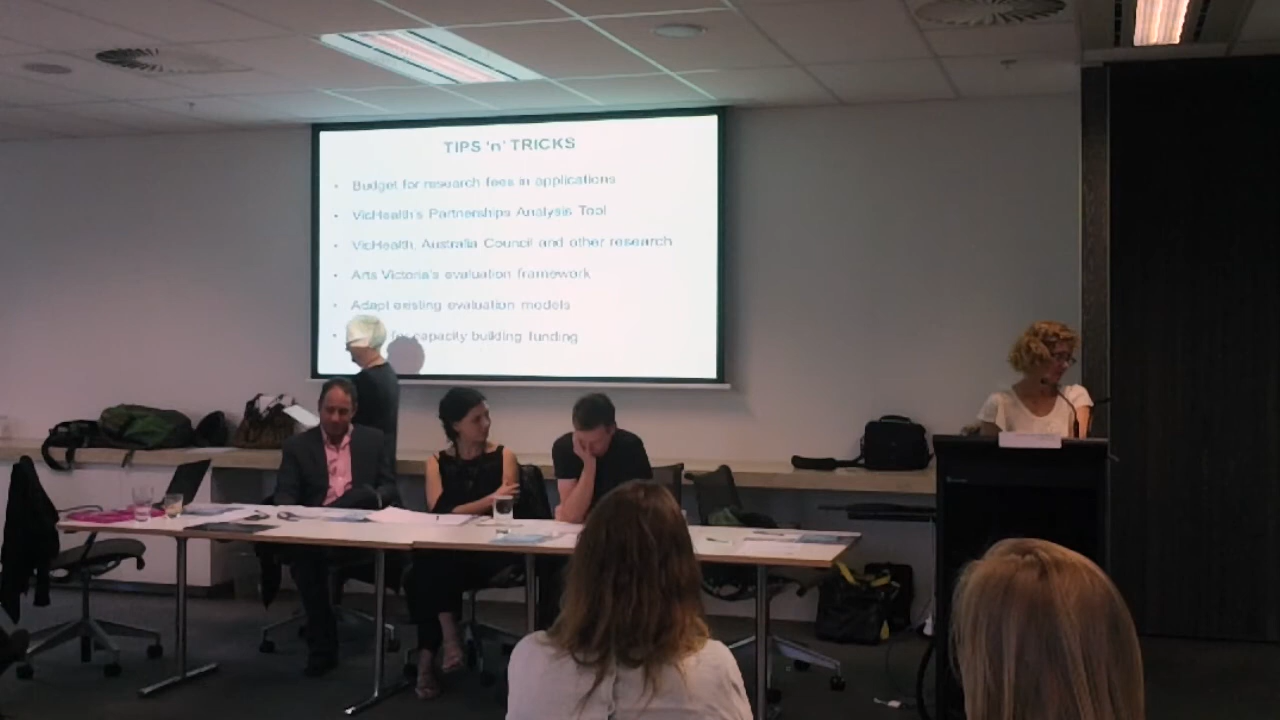 TIPS 'n' TRICKS
• Budget for research fees in applications
• VicHealth's Partnerships Analysis Tool
• VicHealth, Australia Council and other research
• Arts Victoria's evaluation framework
• Adapt existing evaluation models
• for capacity building funding